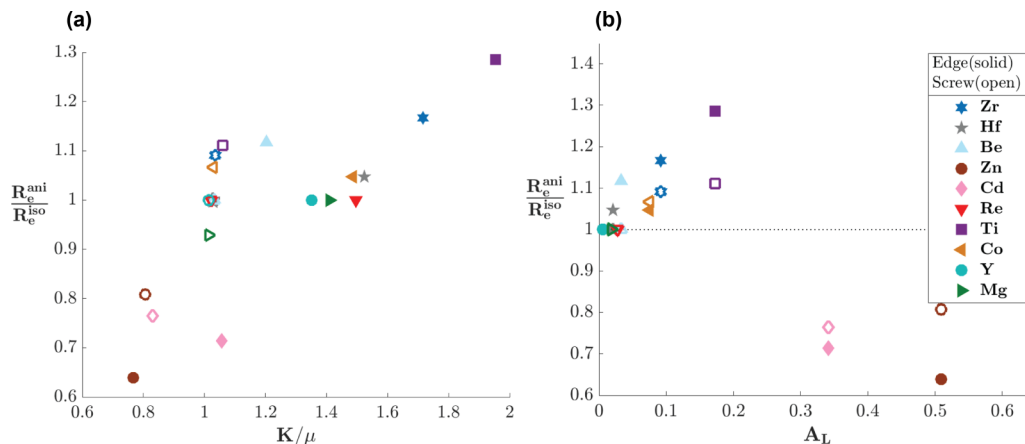 (a)
1.3
1.2
1.1
1
0.9
0.8
0.7
0.6
R_e^ani
R_e^iso
0.6 0.8 1 1.2 1.4 1.6 1.8 2
K/μ
(b)
1.4
1.3
1.2
1.1
1
0.9
0.8
0.7
0.6
R_e^ani
R_e^iso
0 0.1 0.2 0.3 0.4 0.5 0.6
A_L
Edge(solid)
Screw(open)
Zr
Hf
Be
Zn
Cd
Re
Ti
Co
Y
Mg